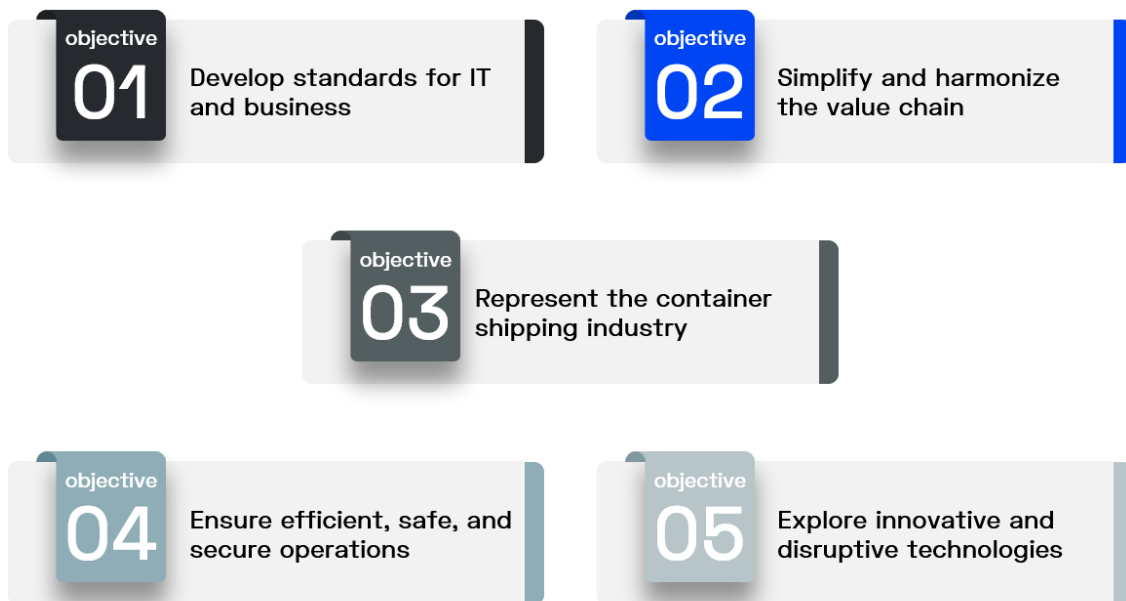 objective
01
Develop standards for IT
and business
objective
02
Simplify and harmonize
the value chain
objective
03
Represent the container
shipping industry
objective
04
Ensure efficient, safe, and
secure operations
objective
05
Explore innovative and
disruptive technologies